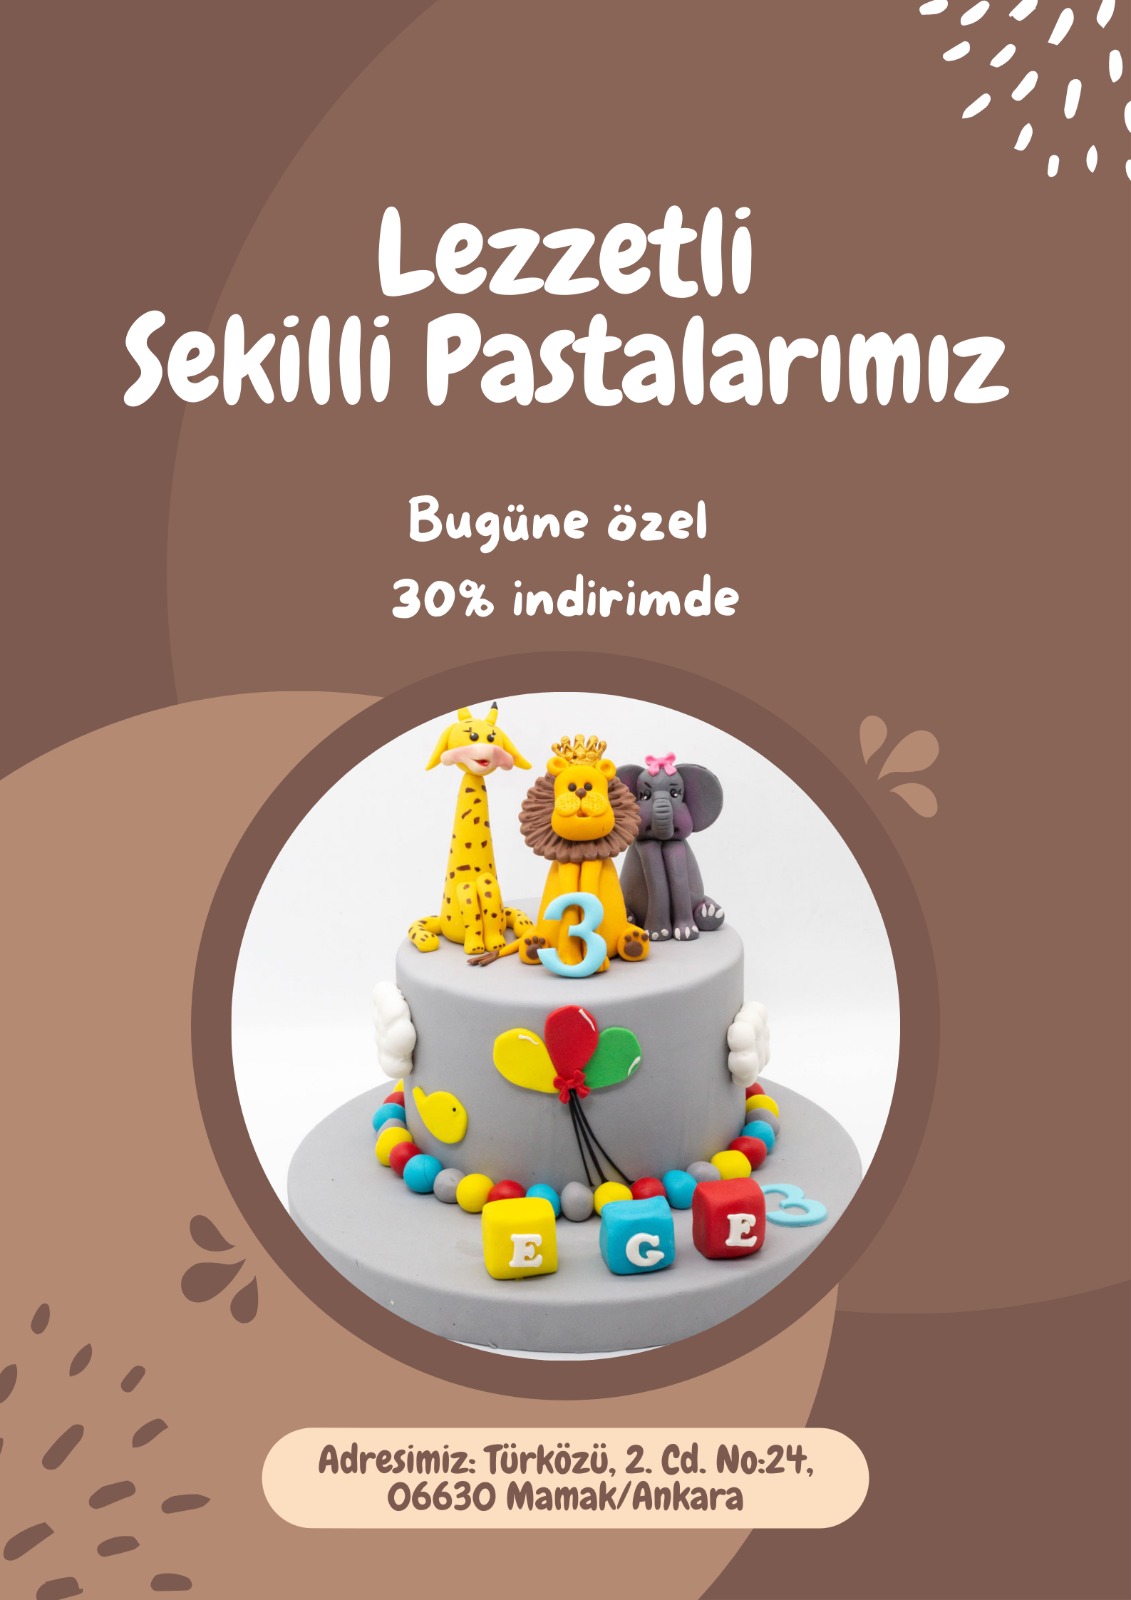 Lezzetli
Sekilli Pastalarımız
Bugüne özel
30% indirimde
3
3
E G E
Adresimiz: Türközü, 2. Cd. No:24,
06630 Mamak/Ankara